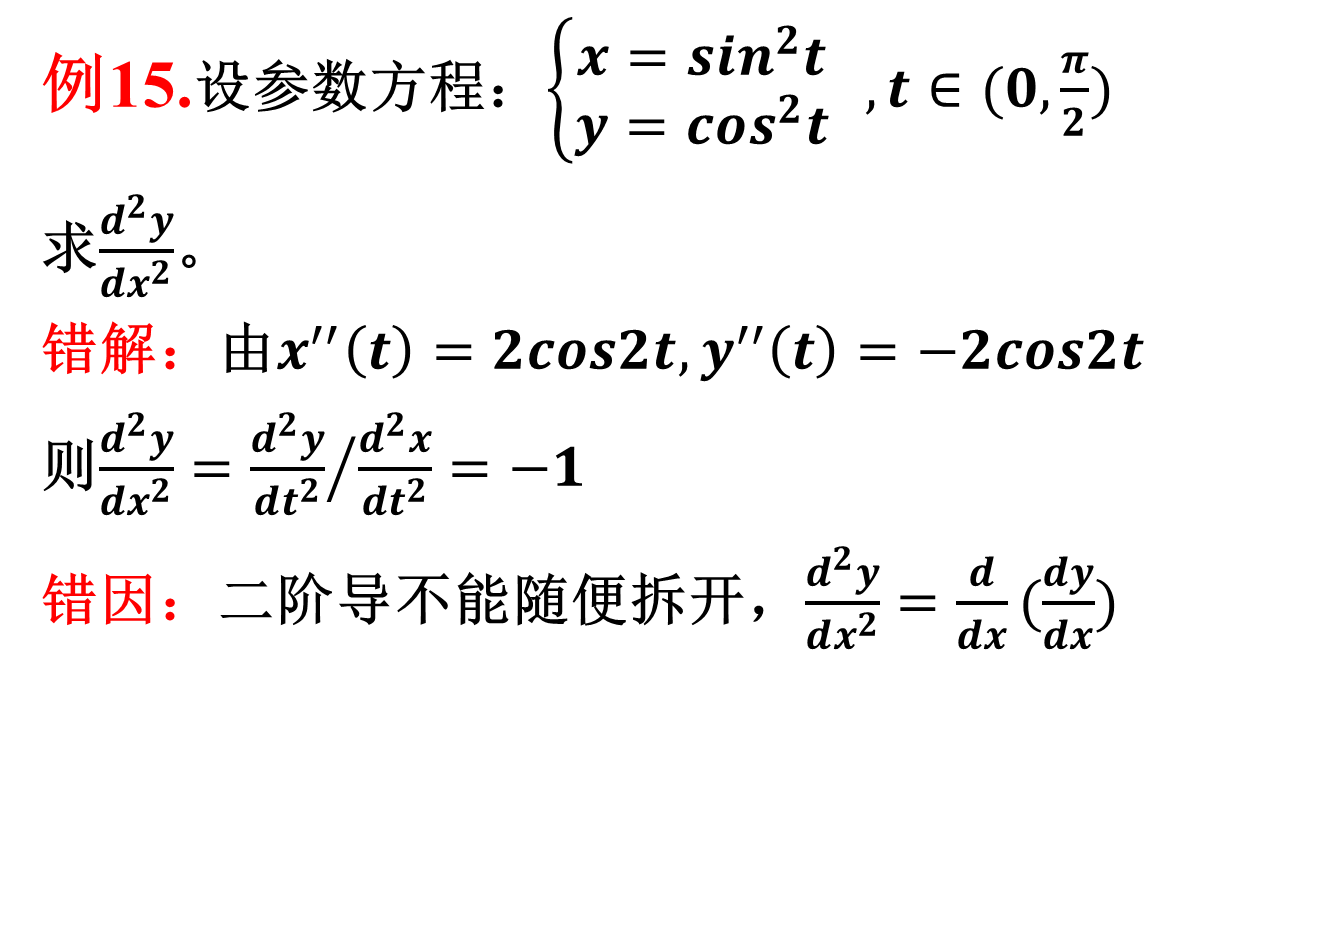 例15.设参数方程：{x = sin²t, y = cos²t , t ∈ (0, π/2)
求d²y/dx²。
错解：由x′′(t) = 2cos2t, y′′(t) = −2cos2t
则d²y/dx² = d²y/dt² / d²x/dt² = −1
错因：二阶导不能随便拆开，d²y/dx² = d/dx (dy/dx)